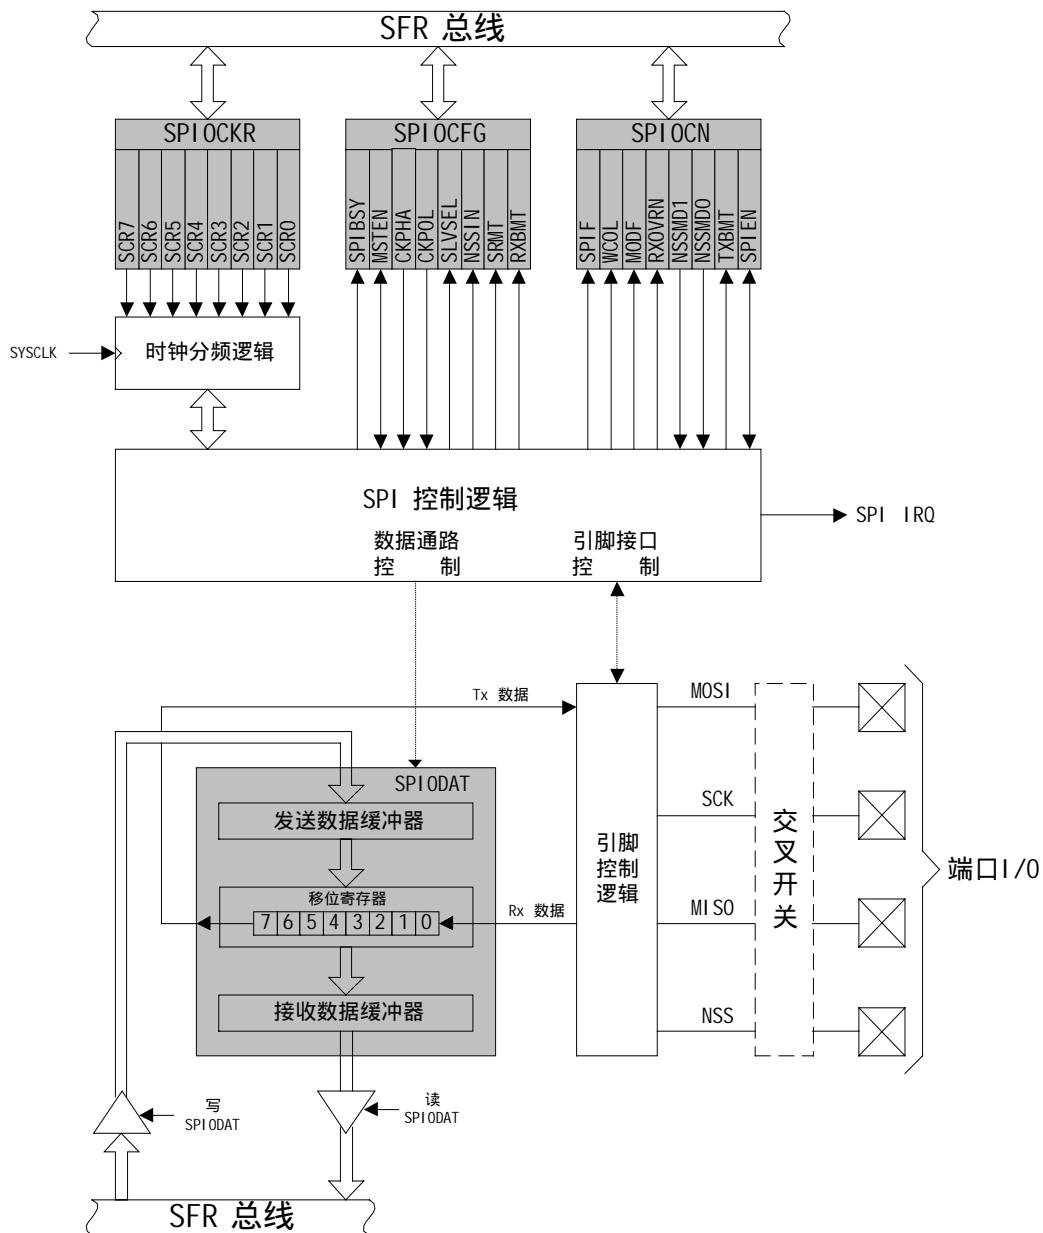 SFR 总线
SPI0CKR
SCR7
SCR6
SCR5
SCR4
SCR3
SCR2
SCR1
SCR0
SPI0CFG
SPIBSY
MSTEN
CKPHA
CKPOL
SLVSEL
NSSIN
SRMT
RXBMT
SPI0CN
SPIF
WCOL
MODF
RXOVRN
NSSMD1
NSSMD0
TXBMT
SPIEN
SYSCLK
时钟分频逻辑
SPI 控制逻辑
SPI IRQ
数据通路
控 制
引脚接口
控 制
Tx 数据
MOSI
SPI0DAT
发送数据缓冲器
SCK
移位寄存器
7 6 5 4 3 2 1 0
Rx 数据
引脚
控制
逻辑
MISO
交
叉
开
关
端口I/O
接收数据缓冲器
NSS
写
SPI0DAT
读
SPI0DAT
SFR 总线